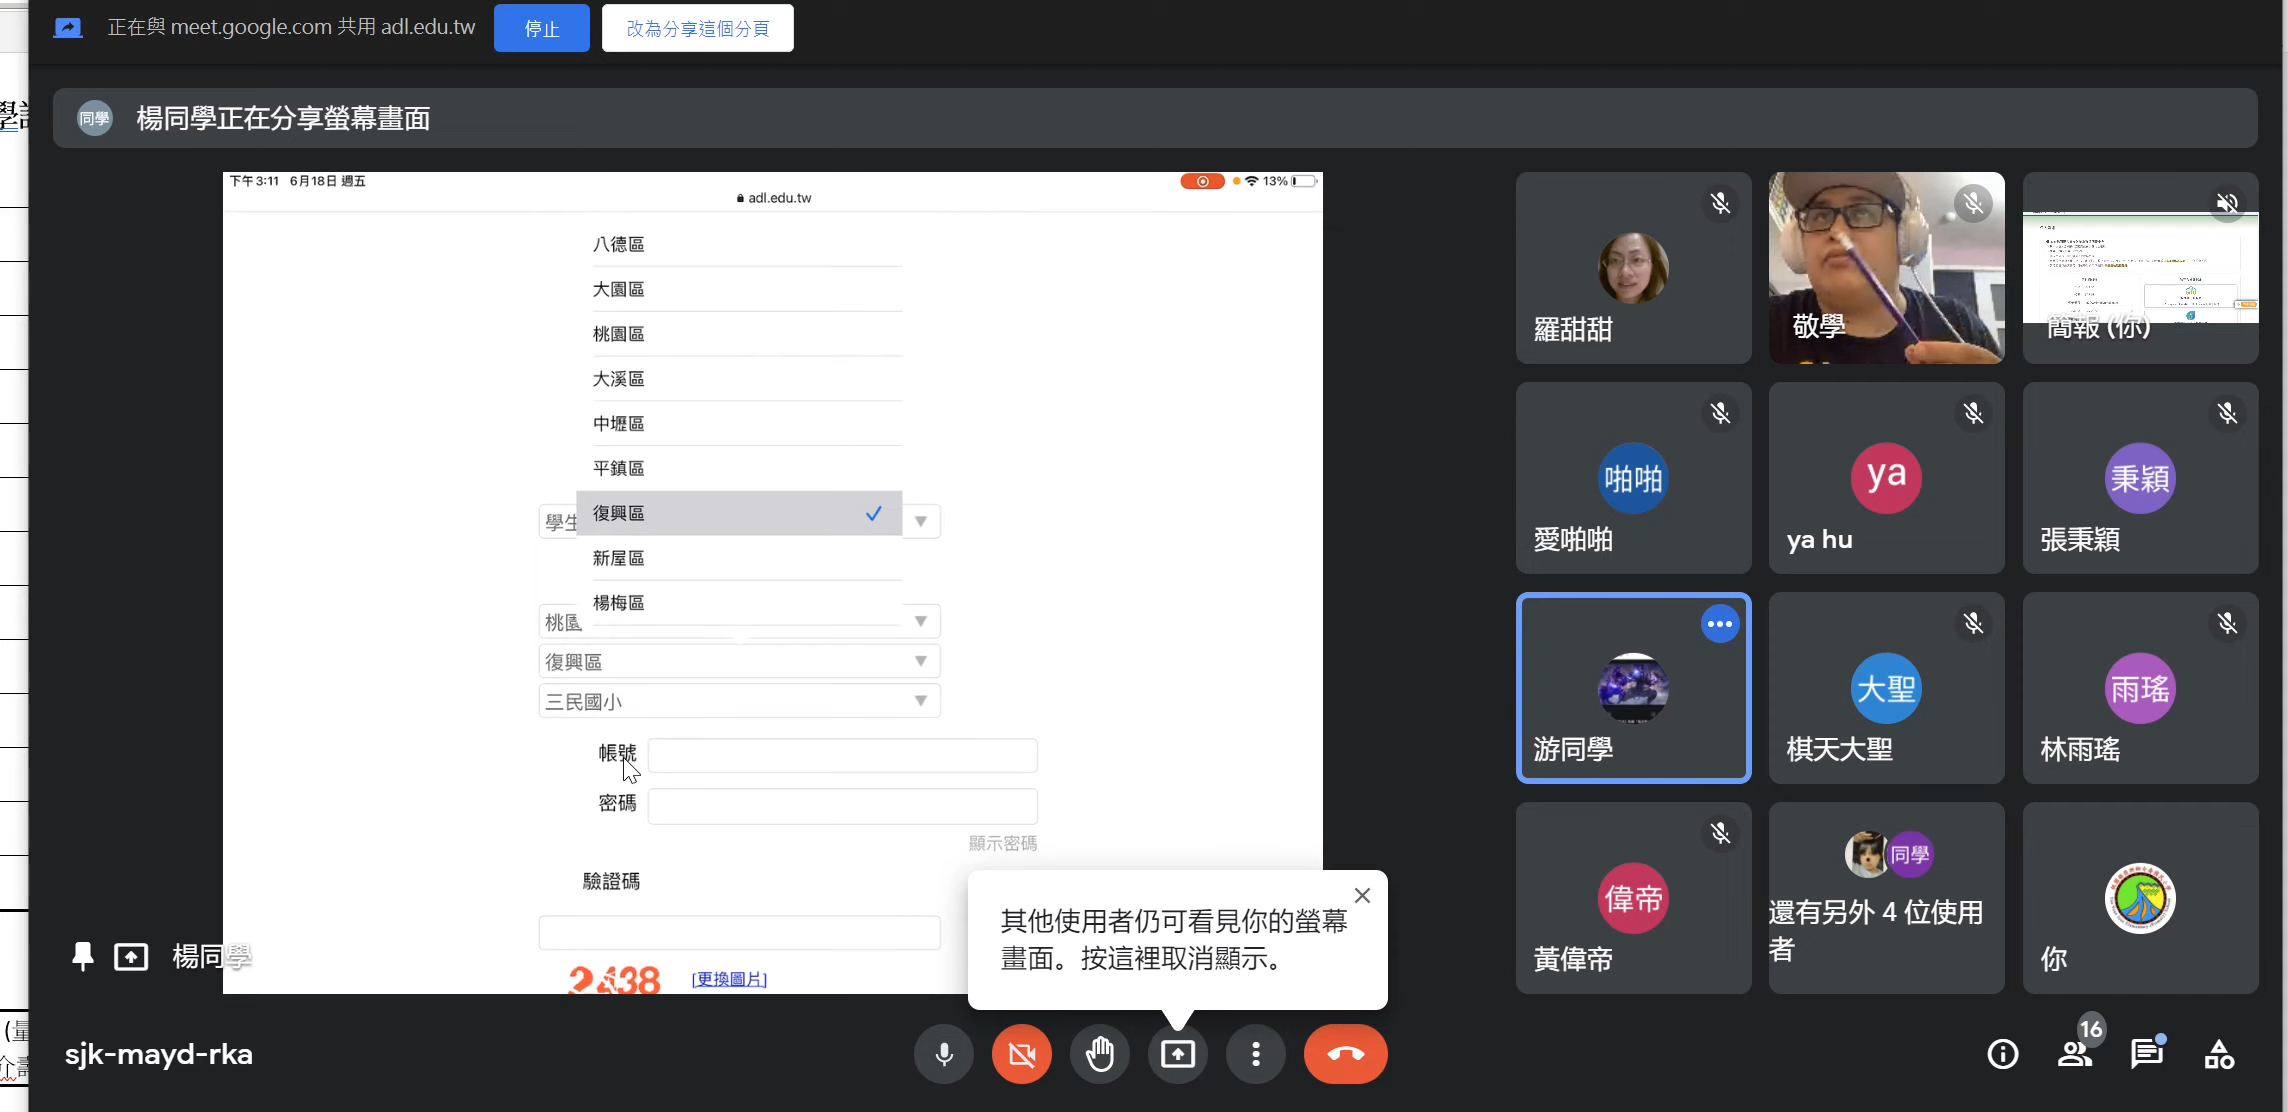 正在與 meet.google.com 共用 adl.edu.tw
停止
改為分享這個分頁
同學
楊同學正在分享螢幕畫面
下午3:11 6月18日 週五
13%
adl.edu.tw
八德區
大園區
桃園區
大溪區
中壢區
平鎮區
復興區
新屋區
楊梅區
學生
桃園
復興區
三民國小
帳號
密碼
顯示密碼
驗證碼
2438
[更換圖片]
楊同學
其他使用者仍可看見你的螢幕
畫面。按這裡取消顯示。
羅甜甜
敬學
簡報 (你)
啪啪
愛啪啪
ya
ya hu
秉穎
張秉穎
游同學
大聖
棋天大聖
雨瑤
林雨瑤
偉帝
黃偉帝
同學
還有另外 4 位使用
者
你
sjk-mayd-rka
16